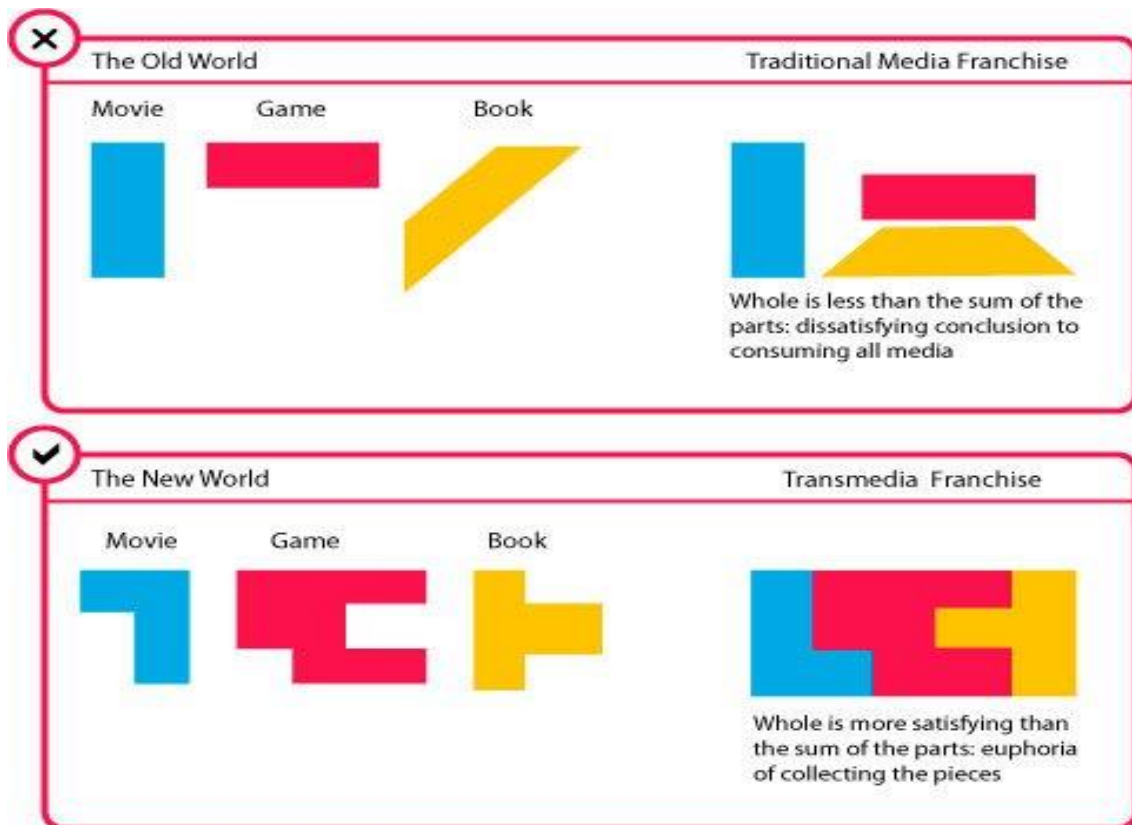 The Old World
Traditional Media Franchise
Movie
Game
Book
Whole is less than the sum of the
parts: dissatisfying conclusion to
consuming all media
The New World
Transmedia Franchise
Movie
Game
Book
Whole is more satisfying than
the sum of the parts: euphoria
of collecting the pieces